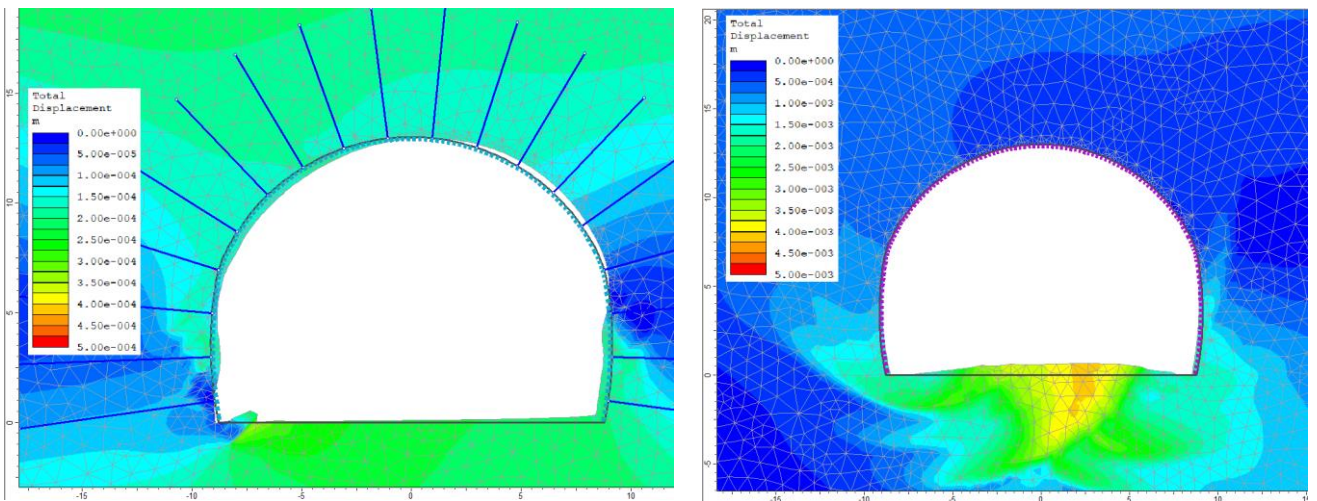 Total
Displacement
m
0.00e+000
5.00e-005
1.00e-004
1.50e-004
2.00e-004
2.50e-004
3.00e-004
3.50e-004
4.00e-004
4.50e-004
5.00e-004
15
10
5
0
-15
-10
-5
0
5
10
Total
Displacement
m
0.00e+000
5.00e-004
1.00e-003
1.50e-003
2.00e-003
2.50e-003
3.00e-003
3.50e-003
4.00e-003
4.50e-003
5.00e-003
20
15
10
5
0
-5
-15
-10
-5
0
5
10